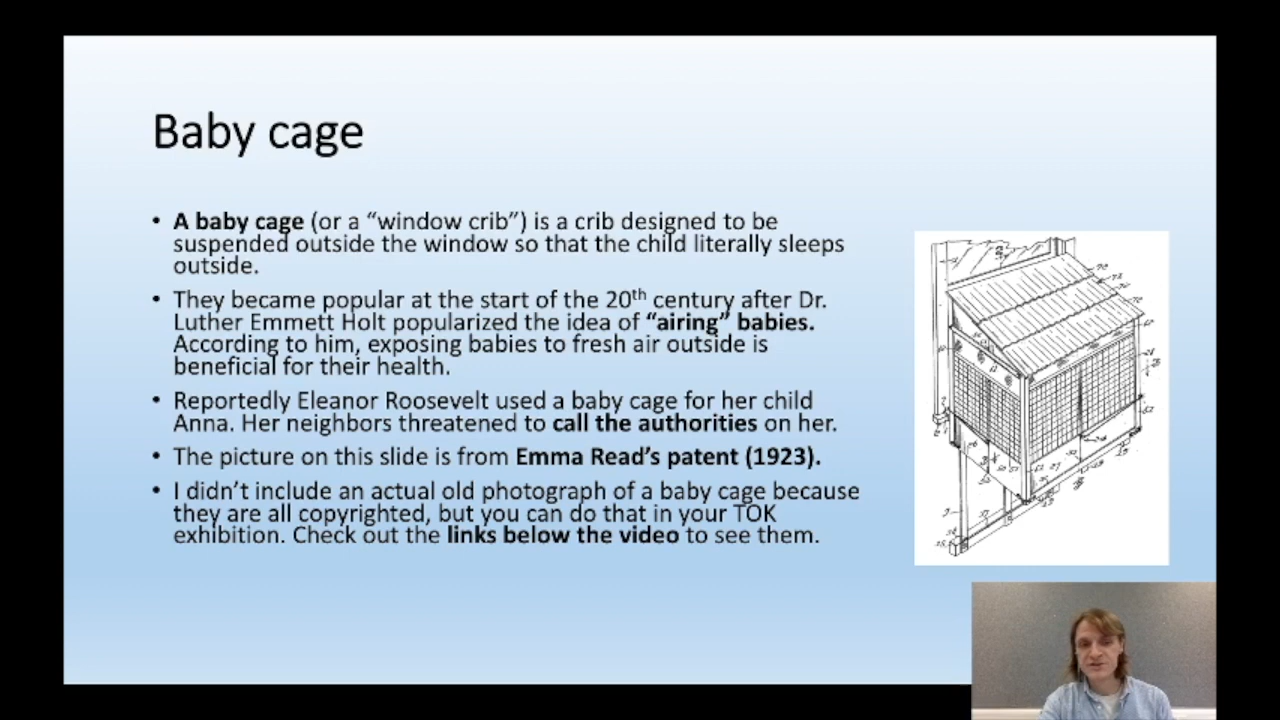 Baby cage
• A baby cage (or a “window crib”) is a crib designed to be
suspended outside the window so that the child literally sleeps
outside.
• They became popular at the start of the 20th century after Dr.
Luther Emmett Holt popularized the idea of “airing” babies.
According to him, exposing babies to fresh air outside is
beneficial for their health.
• Reportedly Eleanor Roosevelt used a baby cage for her child
Anna. Her neighbors threatened to call the authorities on her.
• The picture on this slide is from Emma Read’s patent (1923).
• I didn’t include an actual old photograph of a baby cage because
they are all copyrighted, but you can do that in your TOK
exhibition. Check out the links below the video to see them.